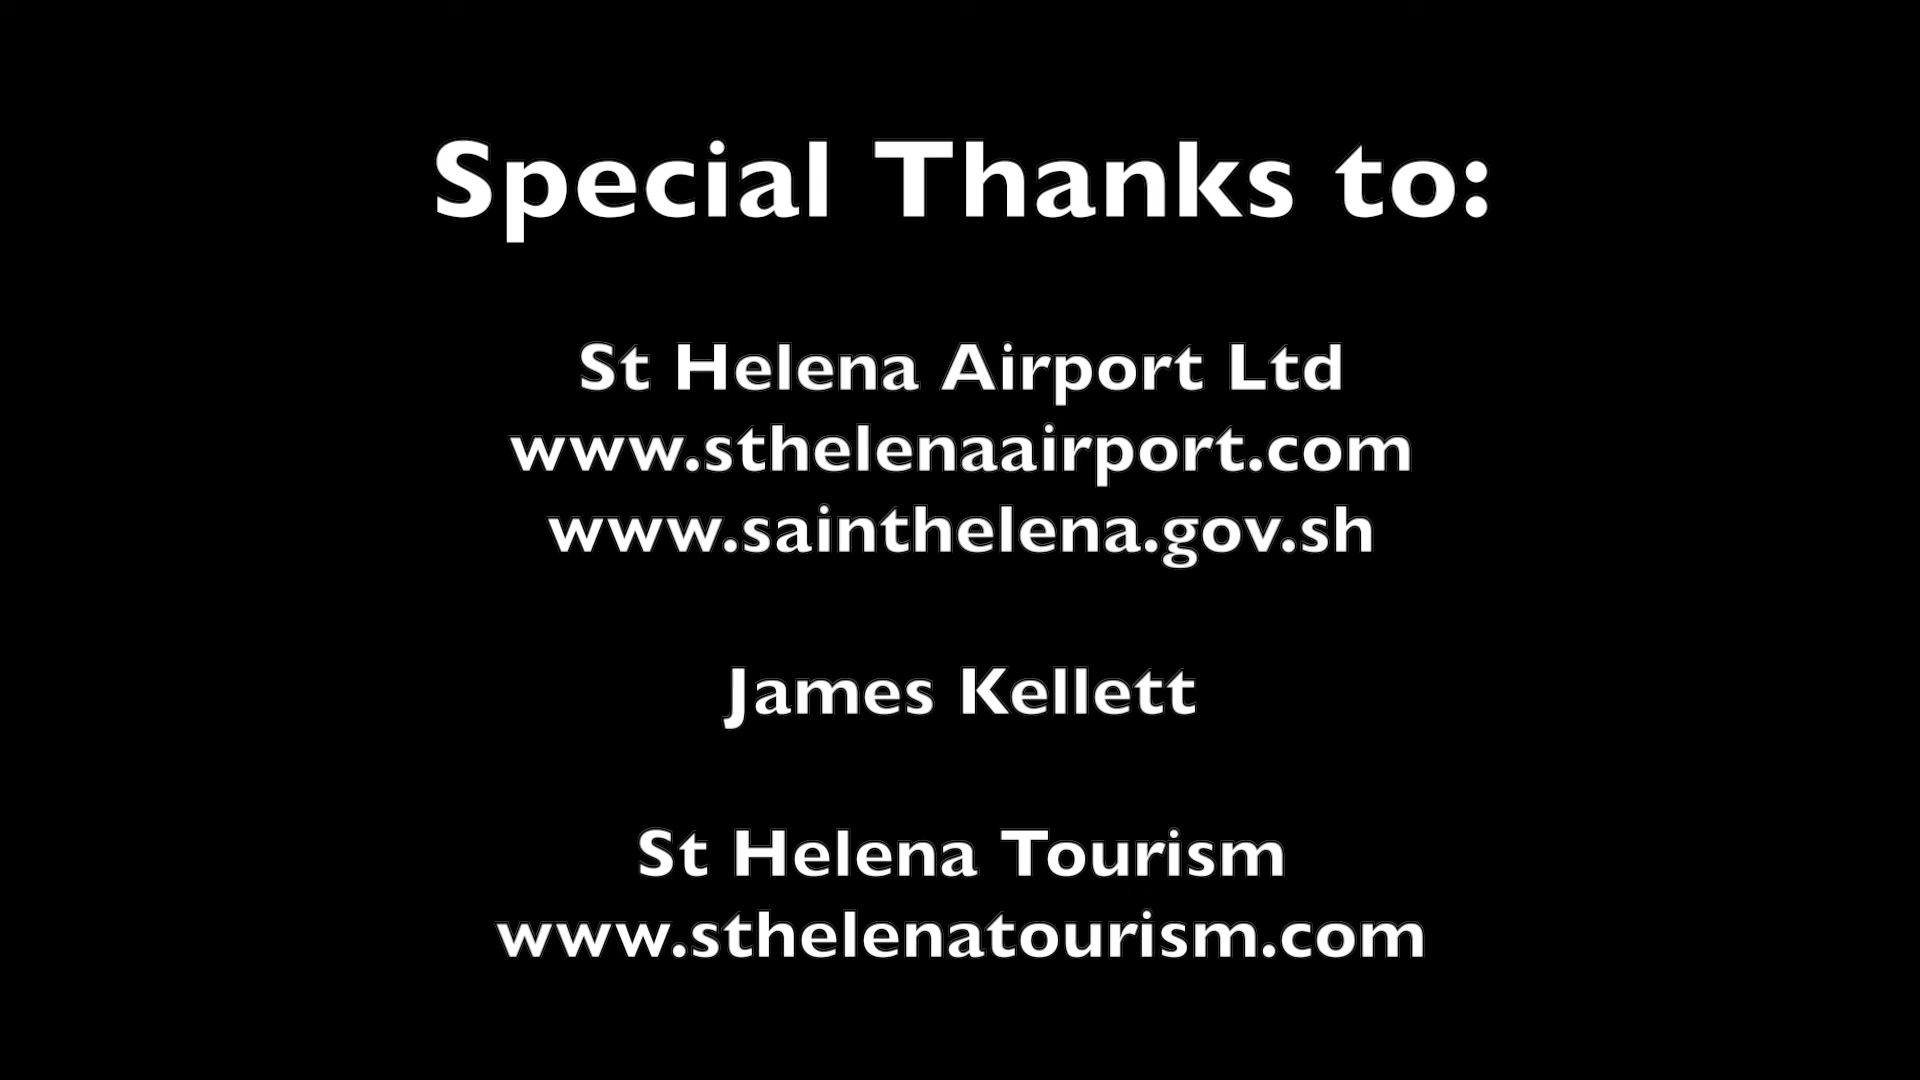 Special Thanks to:
St Helena Airport Ltd
www.sthelenaairport.com
www.sainthelena.gov.sh
James Kellett
St Helena Tourism
www.sthelenatourism.com